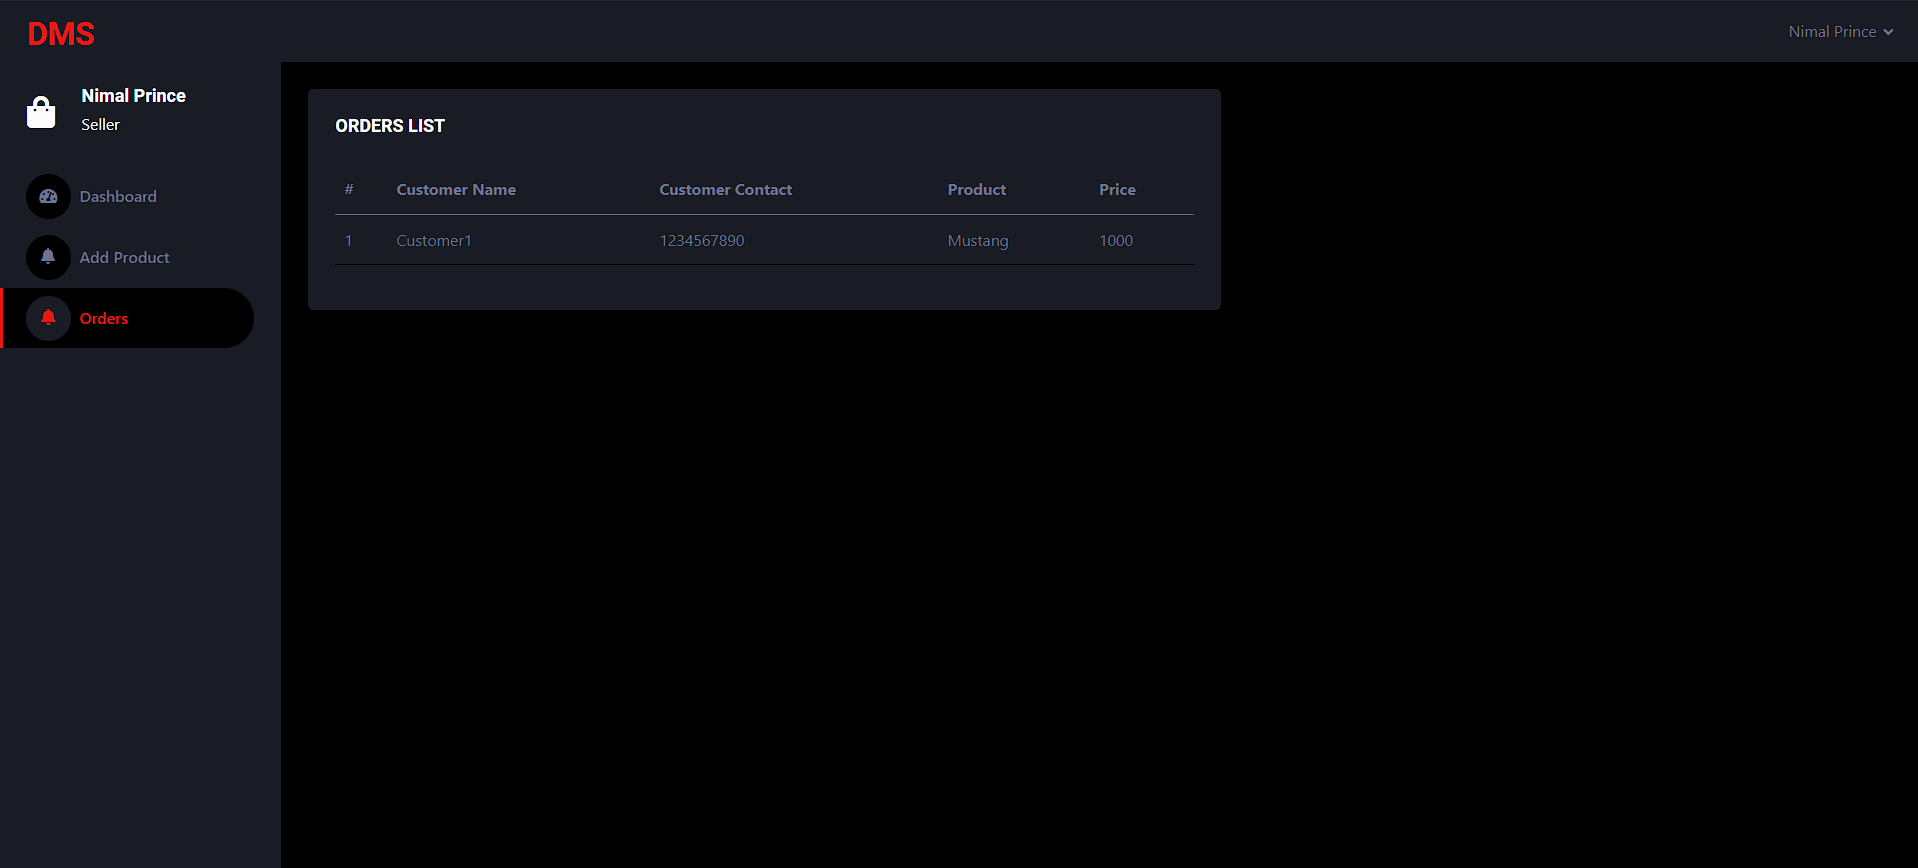 DMS
Nimal Prince
Nimal Prince
Seller
Dashboard
Add Product
Orders
ORDERS LIST
# Customer Name Customer Contact Product Price
1 Customer1 1234567890 Mustang 1000